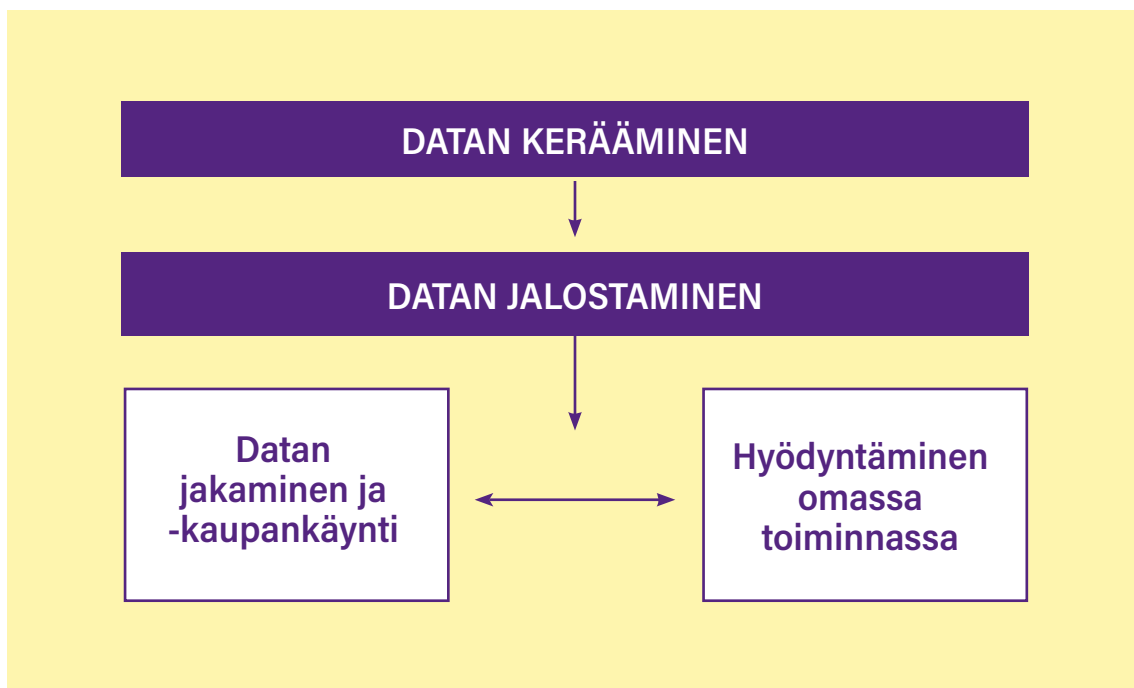 DATAN KERÄÄMINEN
DATAN JALOSTAMINEN
Datan
jakaminen ja
-kaupankäynti
Hyödyntäminen
omassa
toiminnassa